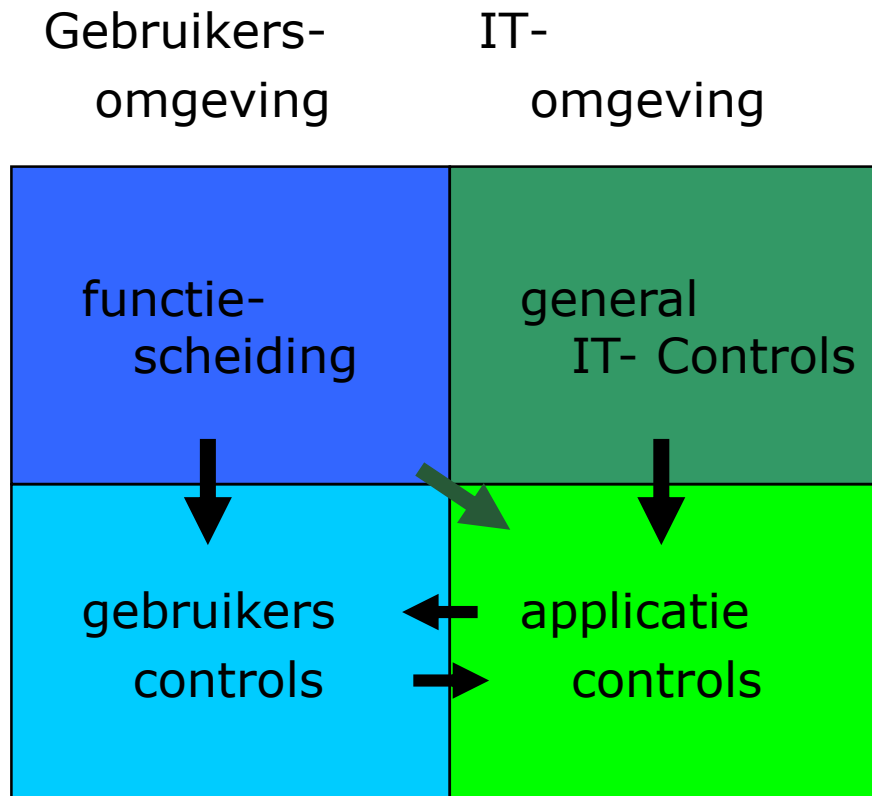 Gebruikers-
omgeving
IT-
omgeving
functie-
scheiding
general
IT- Controls
gebruikers
controls
applicatie
controls